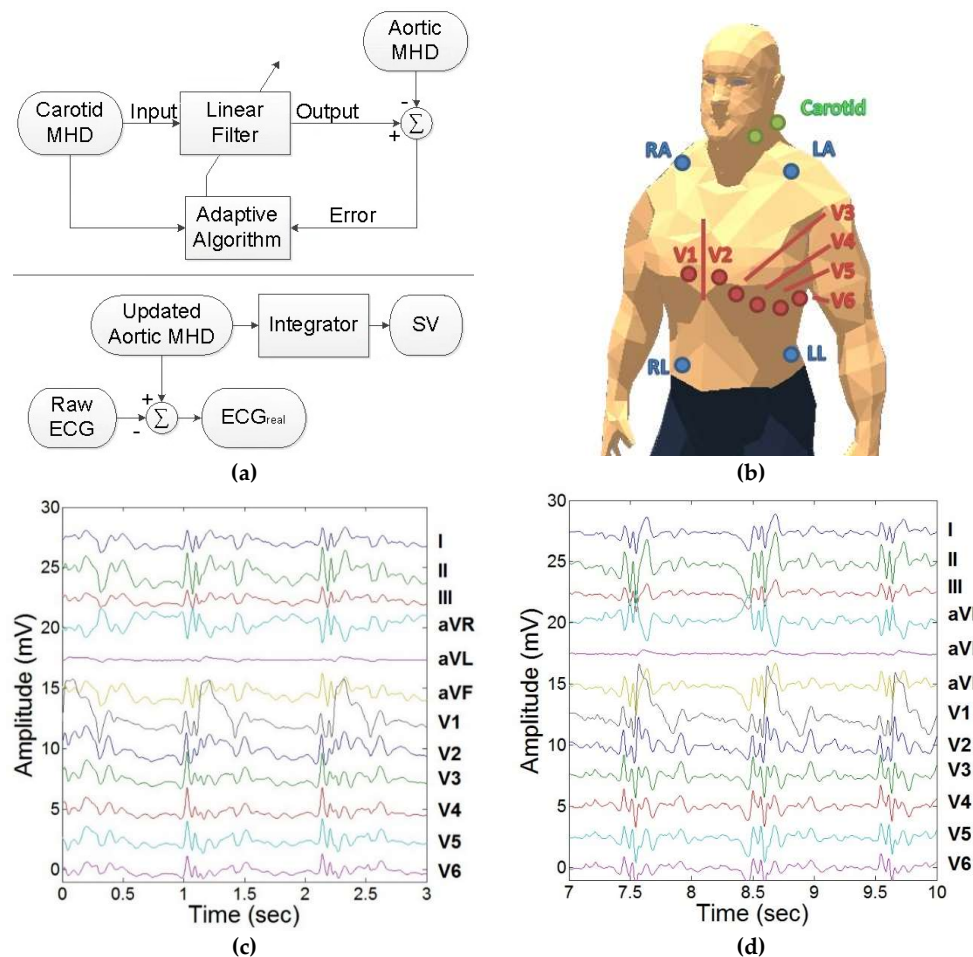 Aortic
MHD
Carotid
MHD
Input
Linear
Filter
Output
-
+
Σ
Adaptive
Algorithm
Error
Updated
Aortic MHD
Integrator
SV
Raw
ECG
+
-
Σ
ECGreal
(a)
Carotid
RA
LA
V3
V4
V1
V2
V5
V6
RL
LL
(b)
30
25
20
15
10
5
0
Amplitude (mV)
I
II
III
aVR
aVL
aVF
V1
V2
V3
V4
V5
V6
0 0.5 1 1.5 2 2.5 3
Time (sec)
(c)
30
25
20
15
10
5
0
Amplitude (mV)
I
II
III
aV
aV
aV
V1
V2
V3
V4
V5
V6
7 7.5 8 8.5 9 9.5 10
Time (sec)
(d)